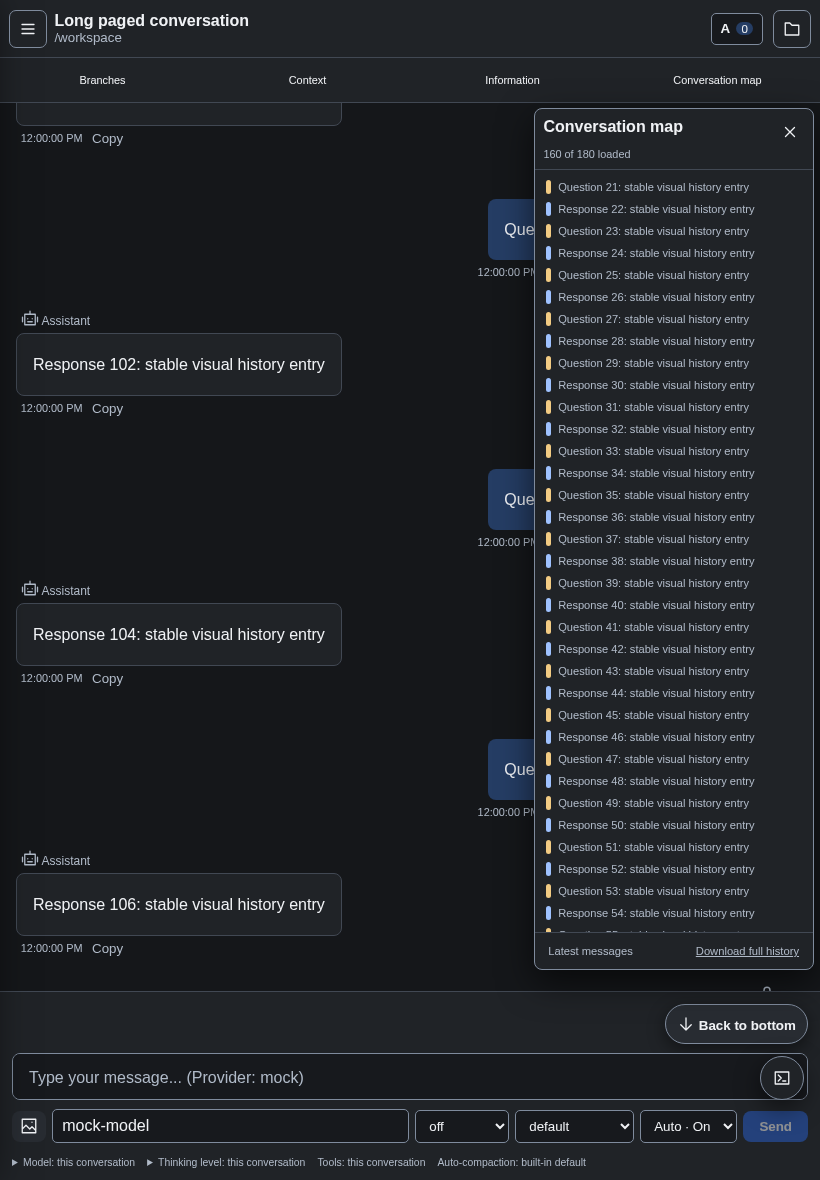 Long paged conversation
/workspace
A 0
Branches
Context
Information
Conversation map
12:00:00 PM Copy
Que
12:00:00 PM
Assistant
Response 102: stable visual history entry
12:00:00 PM Copy
Que
12:00:00 PM
Assistant
Response 104: stable visual history entry
12:00:00 PM Copy
Que
12:00:00 PM
Assistant
Response 106: stable visual history entry
12:00:00 PM Copy
Conversation map
160 of 180 loaded
Question 21: stable visual history entry
Response 22: stable visual history entry
Question 23: stable visual history entry
Response 24: stable visual history entry
Question 25: stable visual history entry
Response 26: stable visual history entry
Question 27: stable visual history entry
Response 28: stable visual history entry
Question 29: stable visual history entry
Response 30: stable visual history entry
Question 31: stable visual history entry
Response 32: stable visual history entry
Question 33: stable visual history entry
Response 34: stable visual history entry
Question 35: stable visual history entry
Response 36: stable visual history entry
Question 37: stable visual history entry
Response 38: stable visual history entry
Question 39: stable visual history entry
Response 40: stable visual history entry
Question 41: stable visual history entry
Response 42: stable visual history entry
Question 43: stable visual history entry
Response 44: stable visual history entry
Question 45: stable visual history entry
Response 46: stable visual history entry
Question 47: stable visual history entry
Response 48: stable visual history entry
Question 49: stable visual history entry
Response 50: stable visual history entry
Question 51: stable visual history entry
Response 52: stable visual history entry
Question 53: stable visual history entry
Response 54: stable visual history entry
Latest messages
Download full history
Back to bottom
Type your message... (Provider: mock)
mock-model
off
default
Auto · On
Send
Model: this conversation
Thinking level: this conversation
Tools: this conversation
Auto-compaction: built-in default